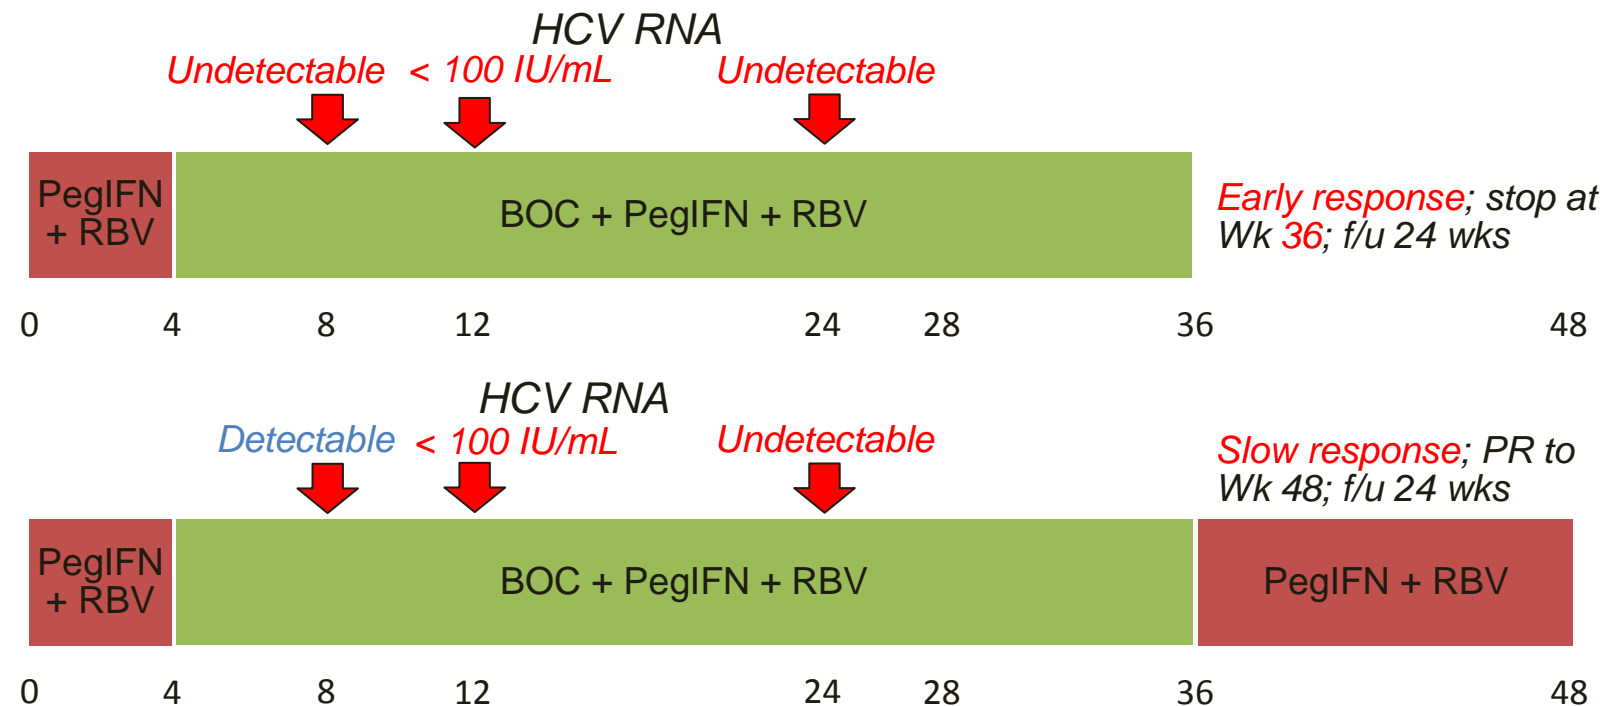 HCV RNA
Undetectable < 100 IU/mL Undetectable
PegIFN
+ RBV
BOC + PegIFN + RBV
Early response; stop at
Wk 36; f/u 24 wks
0 4 8 12 24 28 36 48
HCV RNA
Detectable < 100 IU/mL Undetectable
Slow response; PR to
Wk 48; f/u 24 wks
PegIFN
+ RBV
BOC + PegIFN + RBV
PegIFN + RBV
0 4 8 12 24 28 36 48